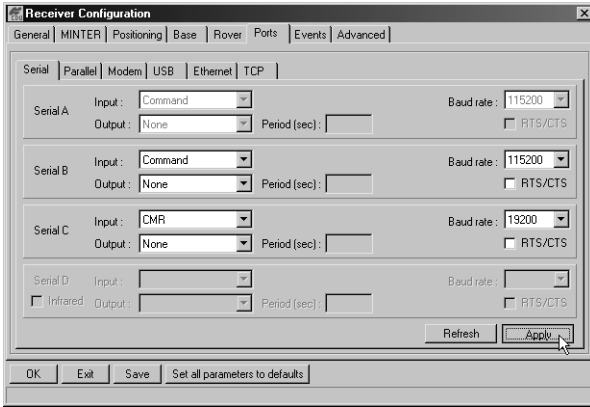 Receiver Configuration
General MINTER Positioning Base Rover Ports Events Advanced
Serial Parallel Modem USB Ethernet TCP
Serial A Input : Command Baud rate : 115200
Output : None Period (sec) : RTS/CTS
Serial B Input : Command Baud rate : 115200
Output : None Period (sec) : RTS/CTS
Serial C Input : CMR Baud rate : 19200
Output : None Period (sec) : RTS/CTS
Serial D Input : Baud rate :
Infrared Output : Period (sec) : RTS/CTS
Refresh Apply
OK Exit Save Set all parameters to defaults